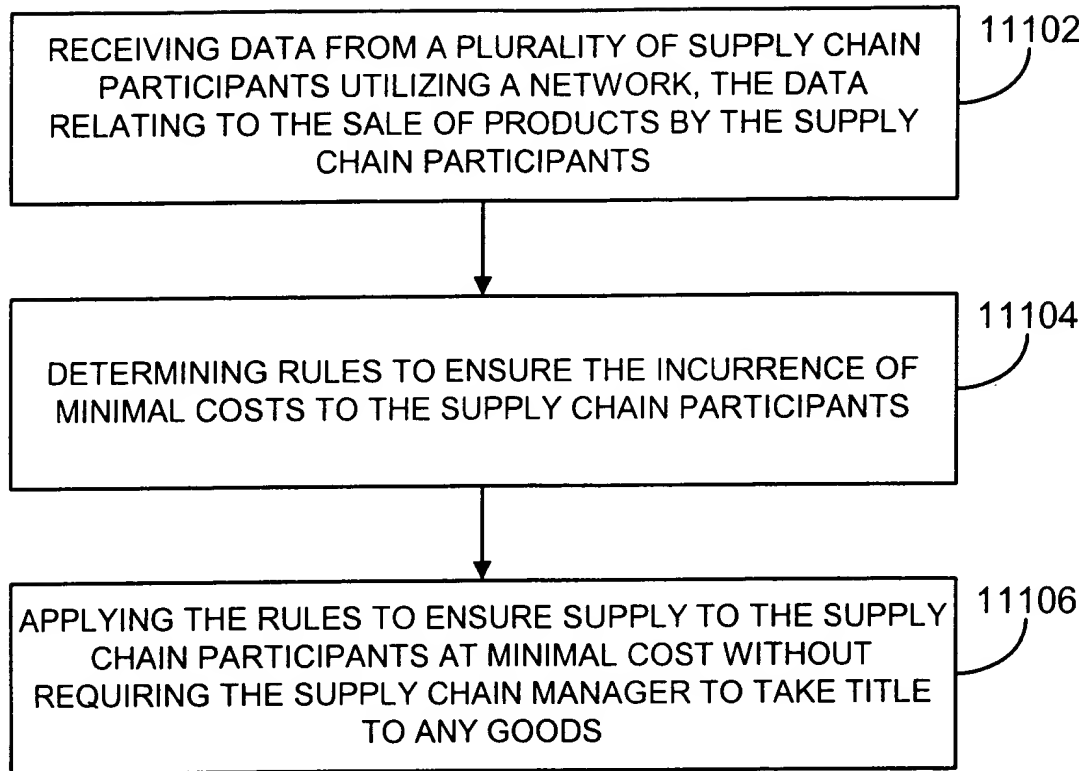 RECEIVING DATA FROM A PLURALITY OF SUPPLY CHAIN
PARTICIPANTS UTILIZING A NETWORK, THE DATA
RELATING TO THE SALE OF PRODUCTS BY THE SUPPLY
CHAIN PARTICIPANTS
11102
DETERMINING RULES TO ENSURE THE INCURRENCE OF
MINIMAL COSTS TO THE SUPPLY CHAIN PARTICIPANTS
11104
APPLYING THE RULES TO ENSURE SUPPLY TO THE SUPPLY
CHAIN PARTICIPANTS AT MINIMAL COST WITHOUT
REQUIRING THE SUPPLY CHAIN MANAGER TO TAKE TITLE
TO ANY GOODS
11106